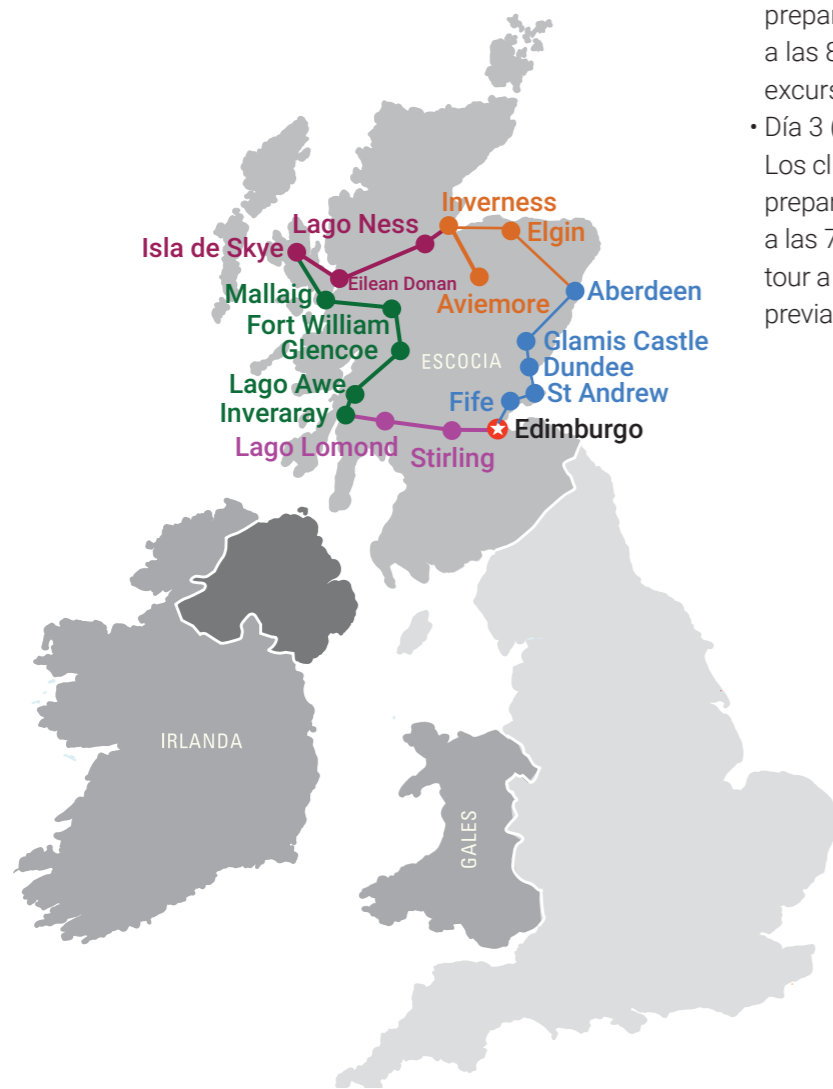 prepar
a las 8
excurs
• Día 3 (
Los cl
prepar
a las 7
tour a
previa
Inverness
Lago Ness
Elgin
Isla de Skye
Eilean Donan
Mallaig
Aviemore
Aberdeen
Fort William
Glencoe
ESCOCIA
Glamis Castle
Dundee
Lago Awe
St Andrew
Fife
Inveraray
Edimburgo
Lago Lomond
Stirling
IRLANDA
GALES